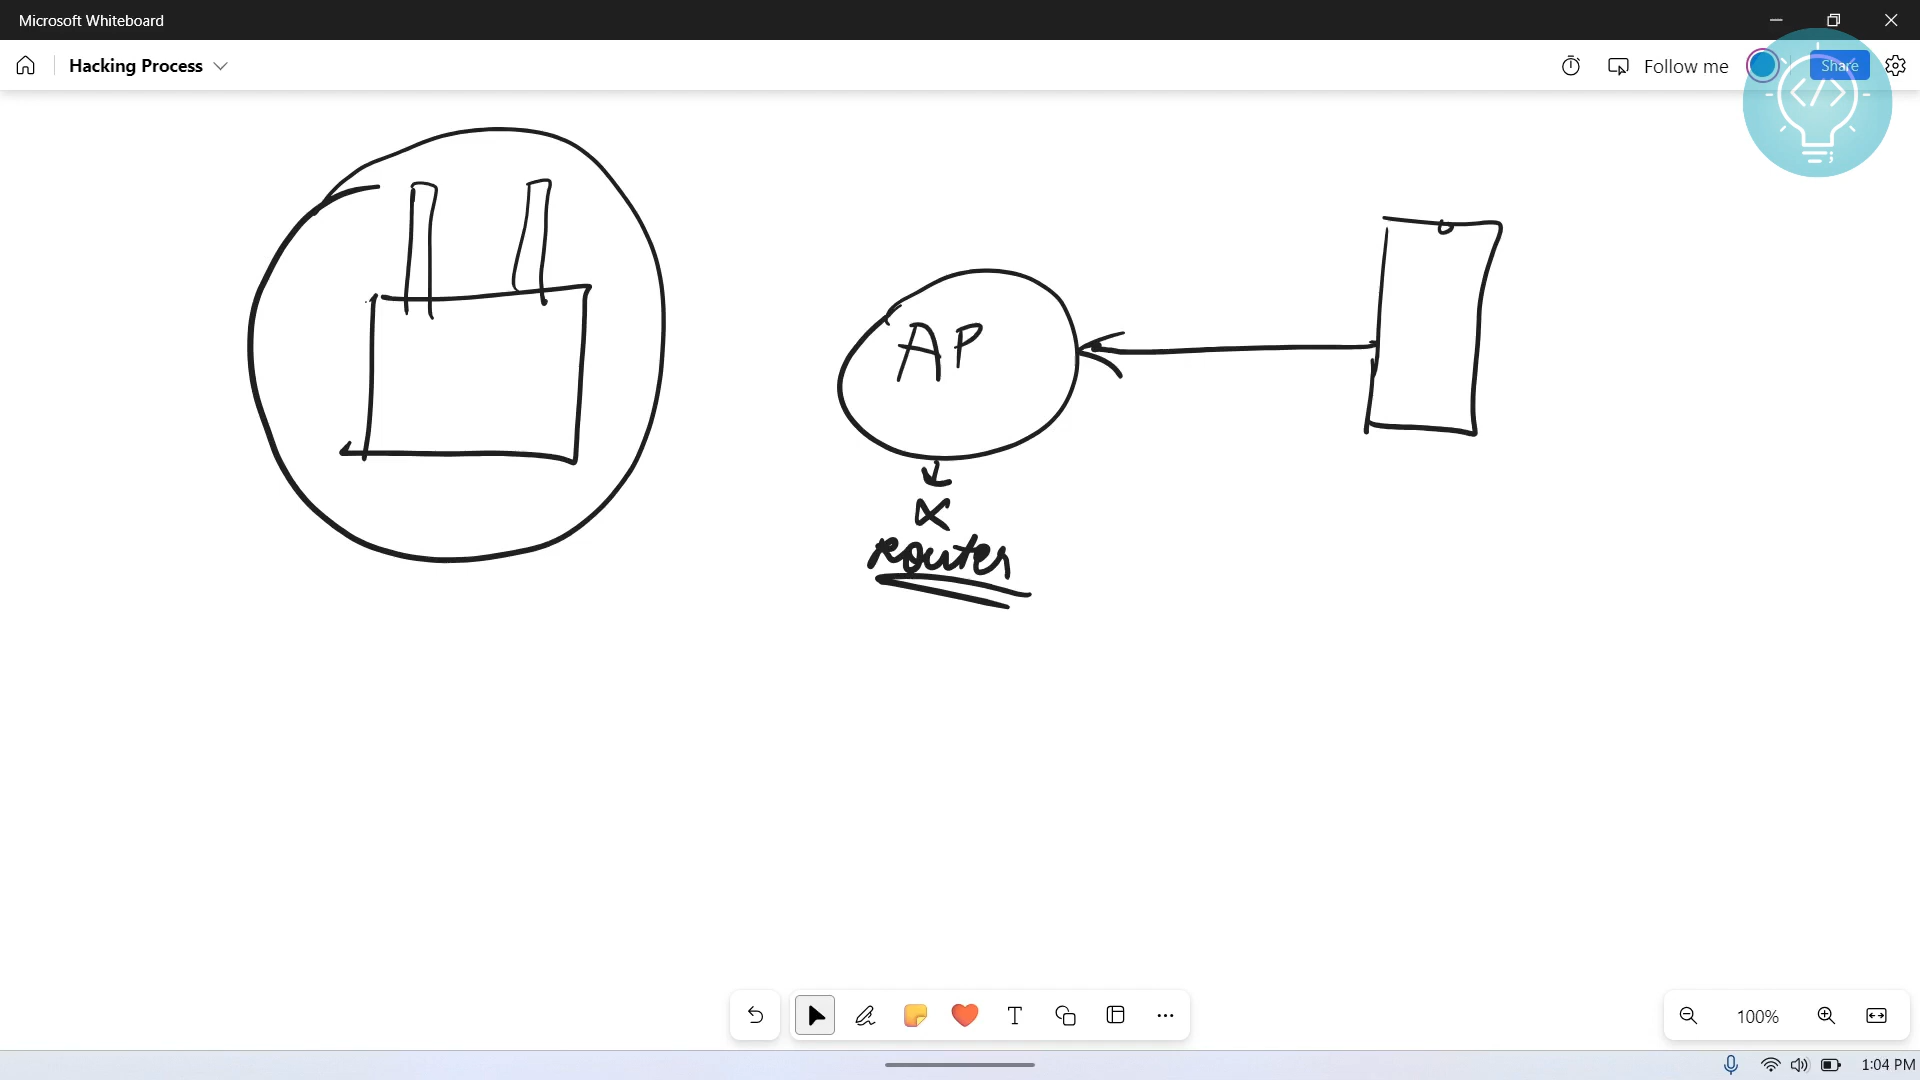 Microsoft Whiteboard
Hacking Process
Follow me
Share
</>
;
AP
router
T
100%
1:04 PM